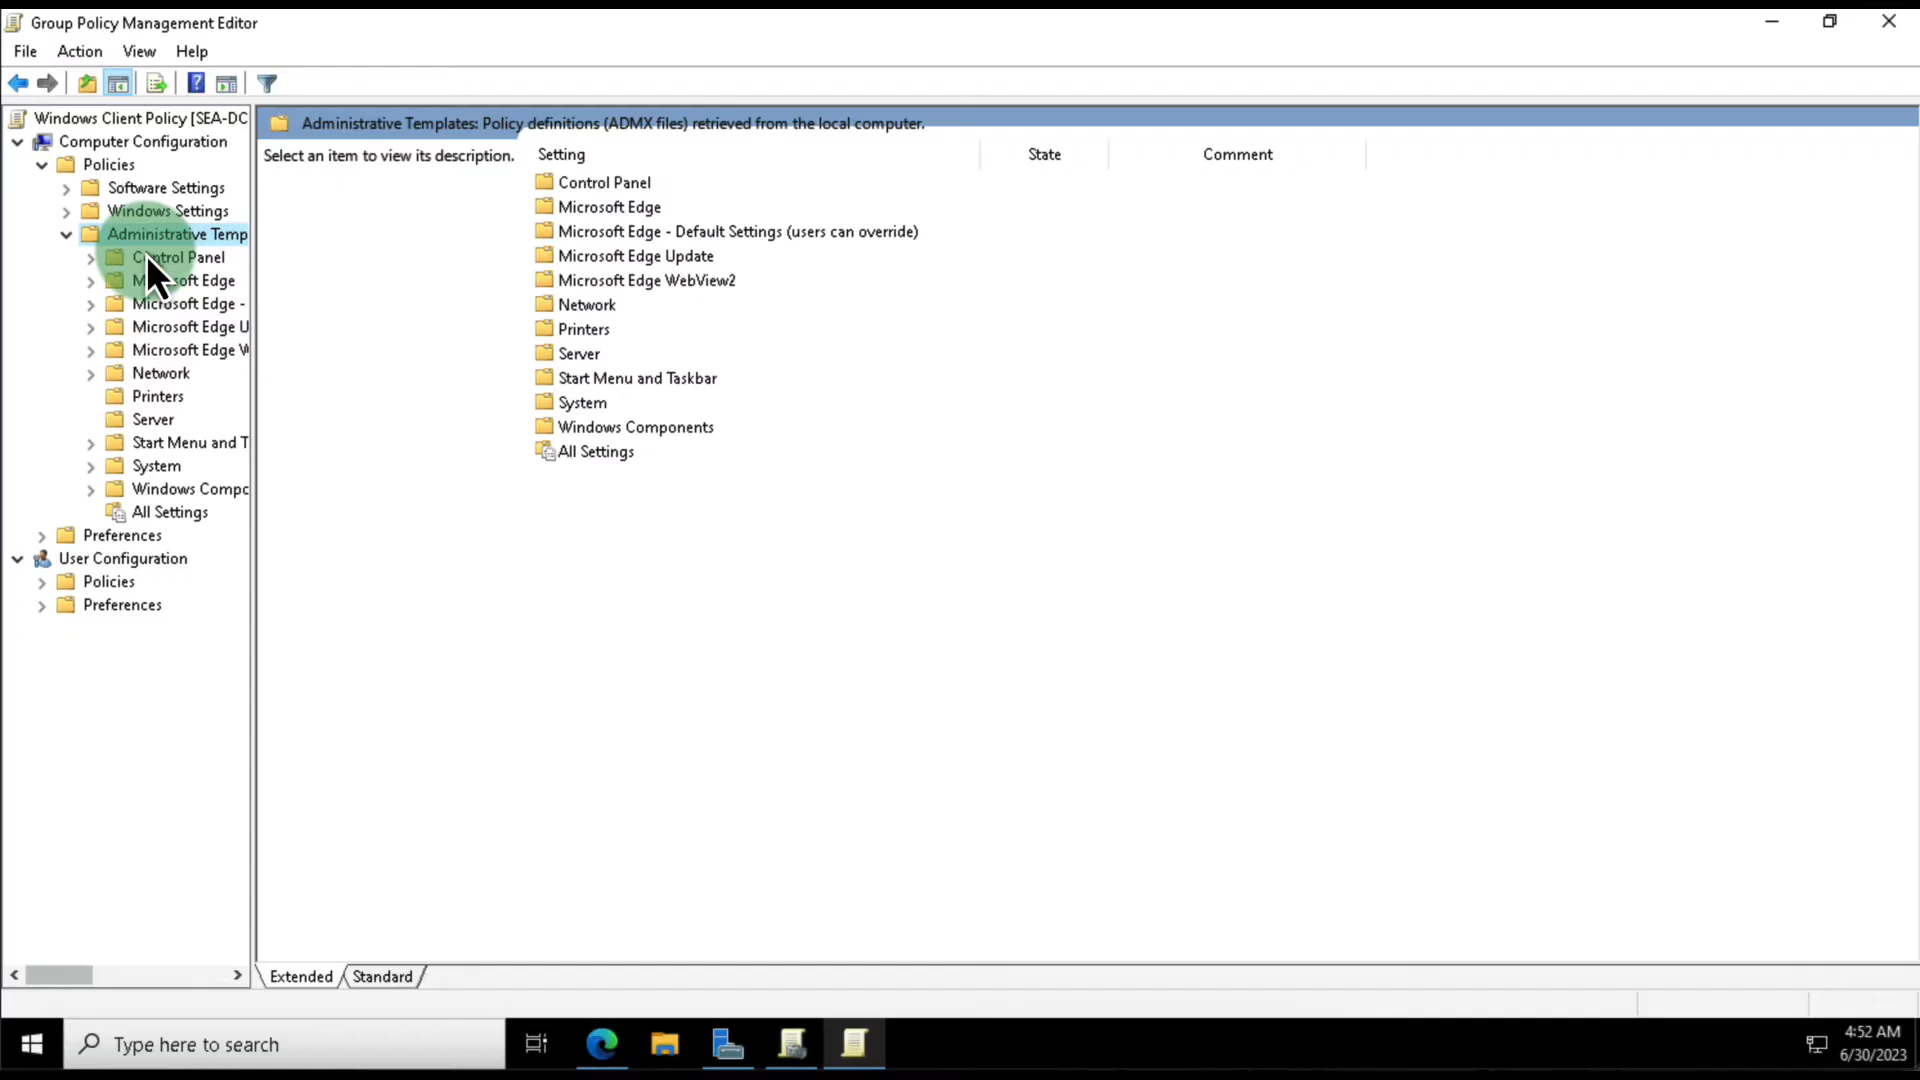 Group Policy Management Editor
File Action View Help
Windows Client Policy [SEA-DC
Computer Configuration
Policies
Software Settings
Windows Settings
Administrative Temp
Control Panel
Microsoft Edge
Microsoft Edge -
Microsoft Edge U
Microsoft Edge W
Network
Printers
Server
Start Menu and T
System
Windows Compo
All Settings
Preferences
User Configuration
Policies
Preferences
Administrative Templates: Policy definitions (ADMX files) retrieved from the local computer.
Select an item to view its description.
Setting State Comment
Control Panel
Microsoft Edge
Microsoft Edge - Default Settings (users can override)
Microsoft Edge Update
Microsoft Edge WebView2
Network
Printers
Server
Start Menu and Taskbar
System
Windows Components
All Settings
Extended Standard
Type here to search
4:52 AM
6/30/2023